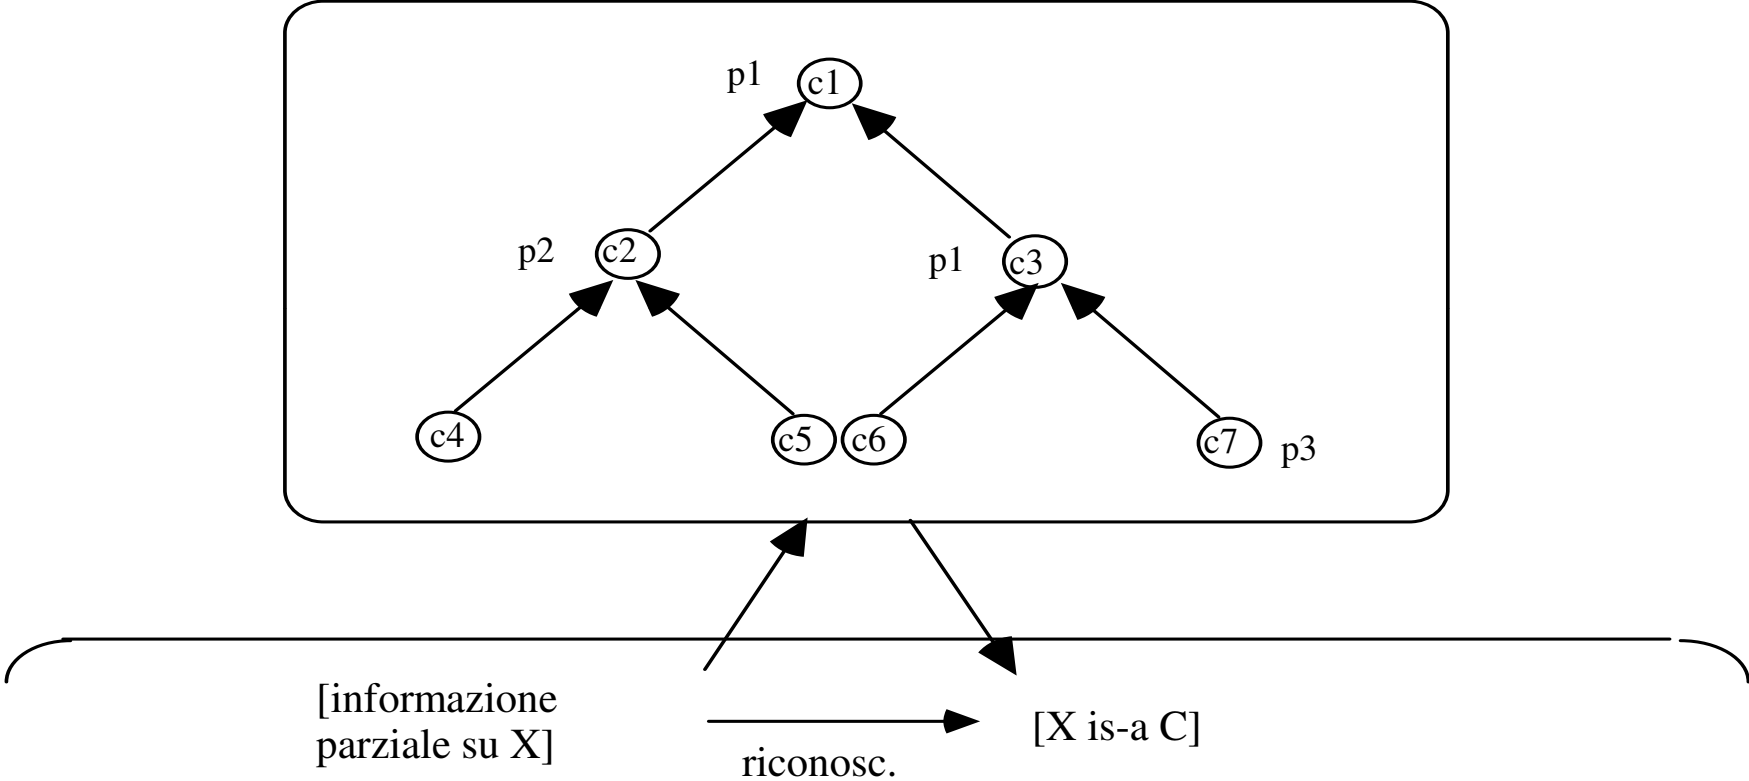 p1 c1
p2 c2 p1 c3
c4 c5 c6 c7 p3
[informazione
parziale su X]
riconosc.
[X is-a C]